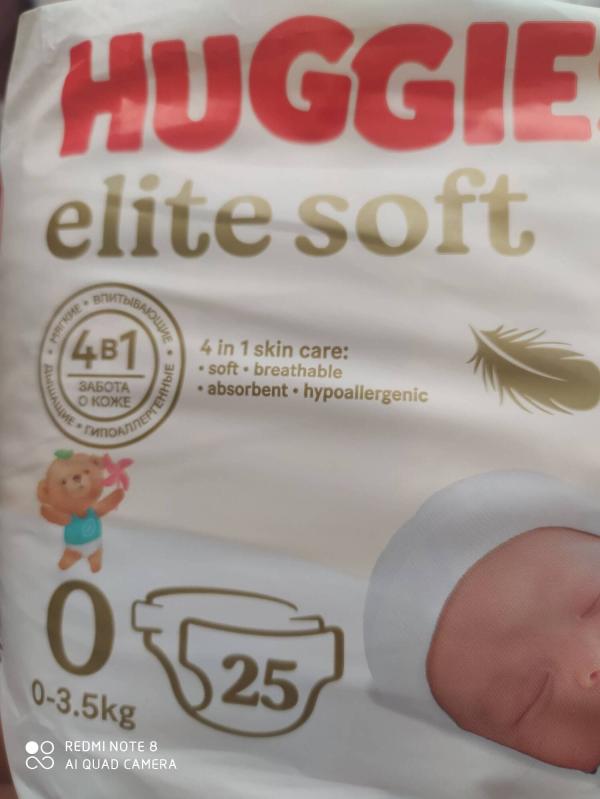 HUGGIES
elite soft
МЯГКИЕ • ВПИТЫВАЮЩИЕ •
4В1
ЗАБОТА
О КОЖЕ
ДЫШАЩИЕ • ГИПОАЛЛЕРГЕННЫЕ •
4 in 1 skin care:
• soft • breathable
• absorbent • hypoallergenic
0
25
0-3.5kg
REDMI NOTE 8
AI QUAD CAMERA